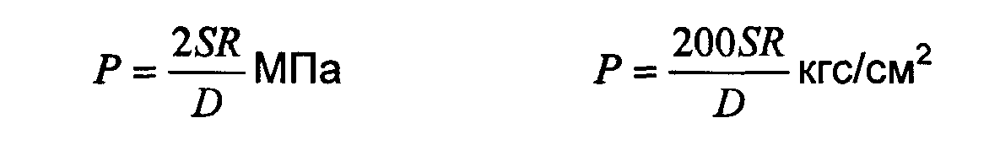 P = 2SR/D МПа
P = 200SR/D кгс/см²